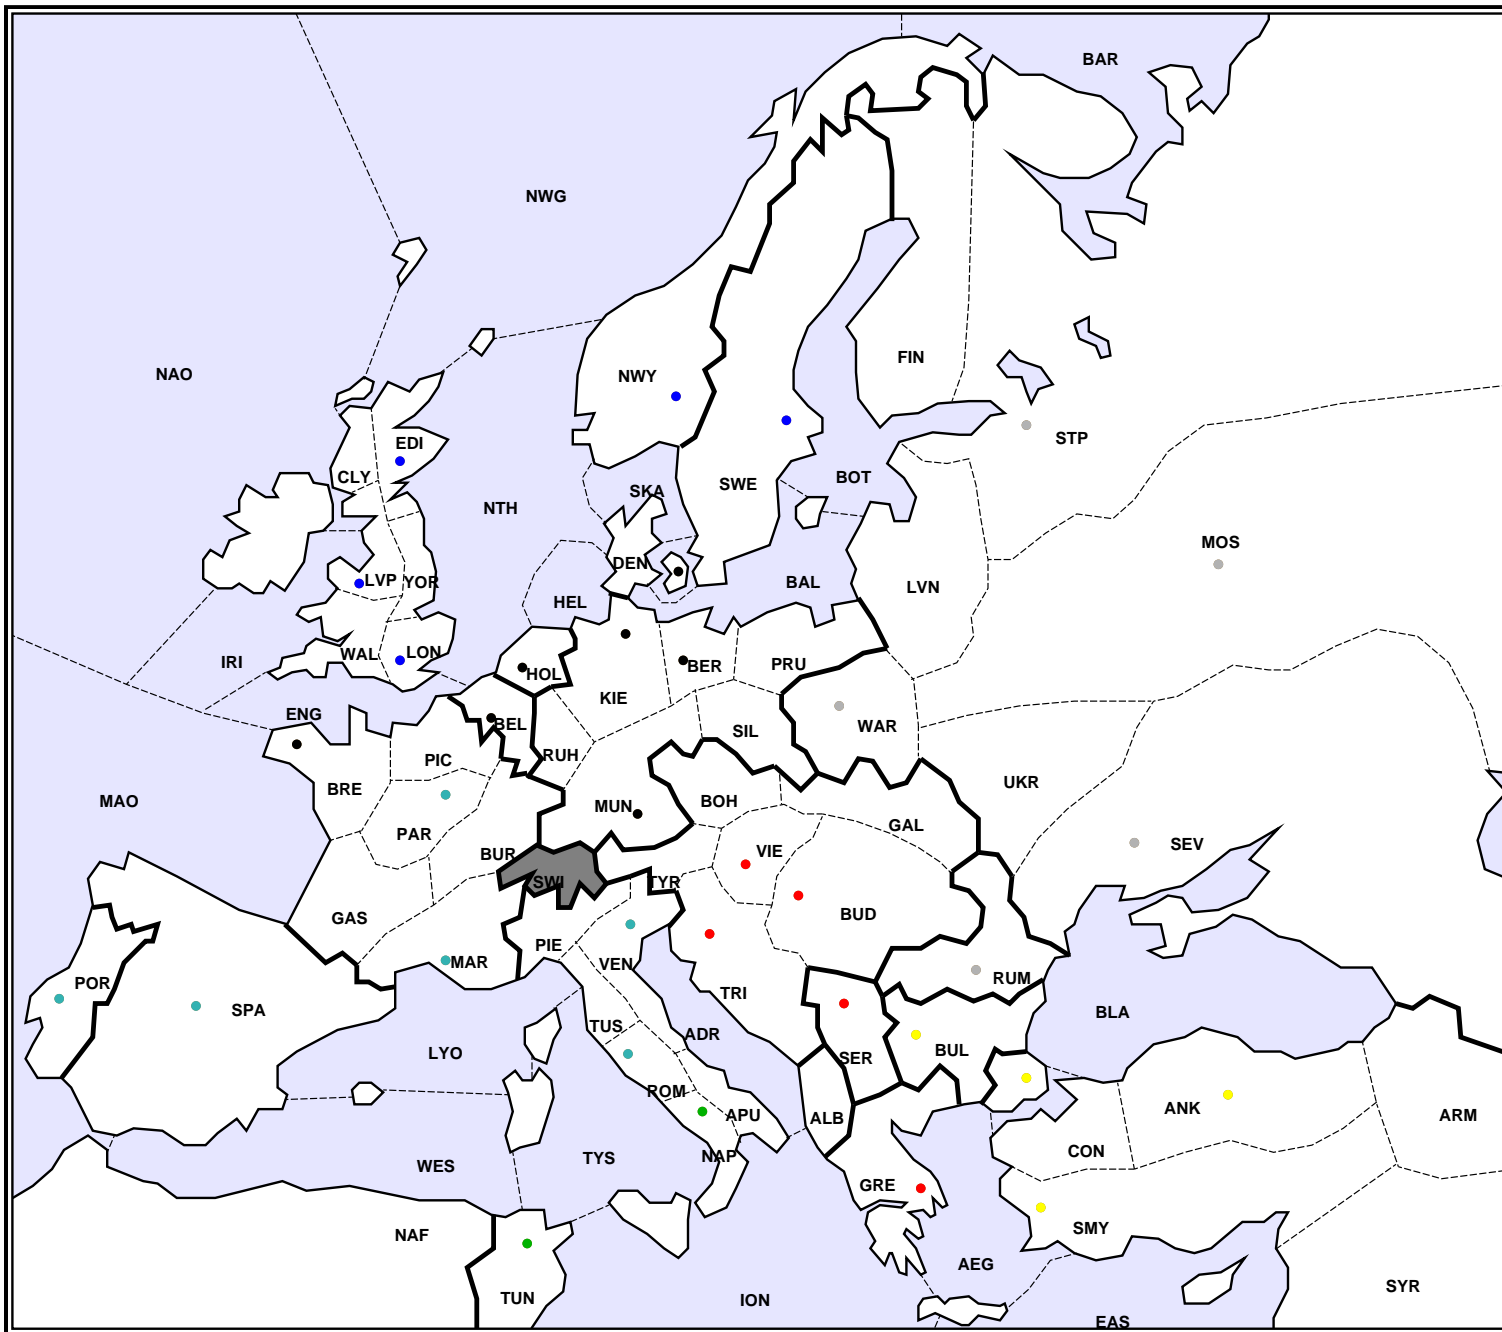 BAR
NWG
NAO
FIN
NWY
STP
EDI
CLY
BOT
SWE
SKA
NTH
MOS
DEN
LVP
YOR
BAL
LVN
HEL
IRI
WAL
LON
HOL
BER
PRU
KIE
ENG
BEL
WAR
SIL
RUH
PIC
UKR
BRE
MAO
BOH
MUN
GAL
PAR
SEV
BUR
VIE
SWI
TYR
BUD
GAS
PIE
MAR
VEN
RUM
POR
TRI
SPA
BLA
TUS
ADR
LYO
BUL
SER
ROM
ANK
APU
ALB
ARM
CON
NAP
TYS
WES
GRE
SMY
NAF
AEG
SYR
TUN
ION
EAS